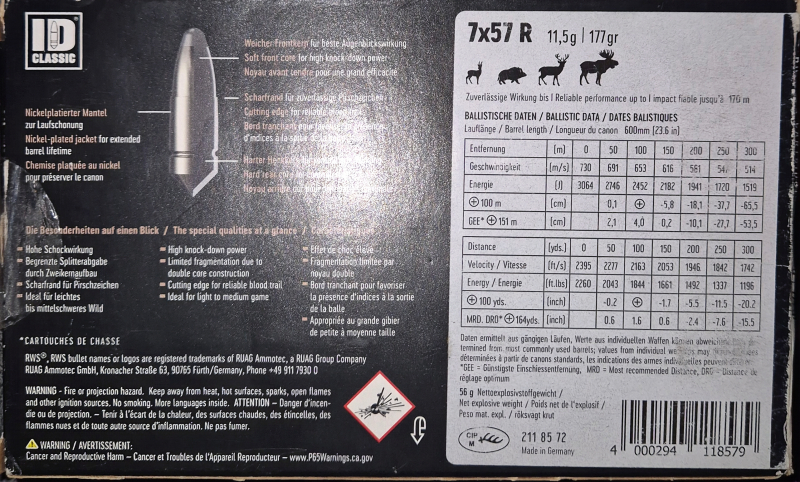 ID
CLASSIC
Weicher Frontkern für beste Augenblickswirkung
Soft front core for high knock down power
Noyau avant tendre pour une grand efficacité
Scharfrand für zuverlässige Pirschzeichen
Cutting edge for reliable
Bord tranchant pour favoriser la présence
d'indices à la sortie de la
Harter Heckkern
Hard rear core
Noyau arrière
Nickelplatierter Mantel
zur Laufschonung
Nickel-plated jacket for extended
barrel lifetime
Chemise plaquée au nickel
pour préserver le canon
Die Besonderheiten auf einen Blick / The special qualities at a glance /
Hohe Schockwirkung
Begrenzte Splitterabgabe
durch Zweikernaufbau
Scharfrand für Pirschzeichen
Ideal für leichtes
bis mittelschweres Wild
High knock-down power
Limited fragmentation due to
double core construction
Cutting edge for reliable blood trail
Ideal for light to medium game
Effet de choc élevé
Fragmentation limitée par
noyau double
Bord tranchant pour favoriser
la présence d'indices à la sortie
de la balle
Appropriée au grande gibier
de petite à moyenne taille
*CARTOUCHES DE CHASSE
RWS®, RWS bullet names or logos are registered trademarks of RUAG Ammotec, a RUAG Group Company
RUAG Ammotec GmbH, Kronacher Straße 63, 90765 Fürth/Germany, Phone +49 911 7930 0
WARNING - Fire or projection hazard. Keep away from heat, hot surfaces, sparks, open flames
and other ignition sources. No smoking. More languages inside. ATTENTION – Danger d'incen-
die ou de projection. – Tenir à l'écart de la chaleur, des surfaces chaudes, des étincelles, des
flammes nues et de toute autre source d'inflammation. Ne pas fumer.
WARNING / AVERTISSEMENT:
Cancer and Reproductive Harm – Cancer et Troubles de l'Appareil Reproducteur – www.P65Warnings.ca.gov
7x57 R 11,5g | 177gr
Zuverlässige Wirkung bis | Reliable performance up to | impact fiable jusqu'à 170 m
BALLISTISCHE DATEN / BALLISTIC DATA / DATES BALISTIQUES
Lauflänge / Barrel length / Longueur du canon 600mm [23.6 in]
Entfernung [m] 0 50 100 150 200 250 300
Geschwindigkeit [m/s] 730 691 653 616 581 54 514
Energie [J] 3064 2746 2452 2182 1941 1720 1519
⊕ 100 m [cm] 0,1 ⊕ -5,8 -18,1 -37,7 -65,5
GEE* ⊕ 151 m [cm] 2,1 4,0 0,2 -10,1 -27,7 -53,5
Distance [yds.] 0 50 100 150 200 250 300
Velocity / Vitesse [ft/s] 2395 2277 2163 2053 1946 1842 1742
Energy / Energie [ft.lbs] 2260 2043 1844 1661 1492 1337 1196
⊕ 100 yds. [inch] -0.2 ⊕ -1.7 -5.5 -11.5 -20.2
MRD. DRO* ⊕ 164yds. [inch] 0.6 1.6 0.6 -2.4 -7.6 -15.5
Daten ermittelt aus gängigen Läufen, Werte aus individuellen Waffen können abweichen
termined from most commonly used barrels; values from individual weapons may
déterminées à partir de canons standards, les indications des armes individuelles peuvent
*GEE = Günstigste Einschiessentfernung, MRD = Most recommended Distance, DRO = Distance de
réglage optimum
56 g Nettoexplosivstoffgewicht /
Net explosive weight / Poids net de l'explosif /
Peso mat. expl. / röksvagt krut
CIP
M
211 85 72
Made in Germany
4 000294 118579